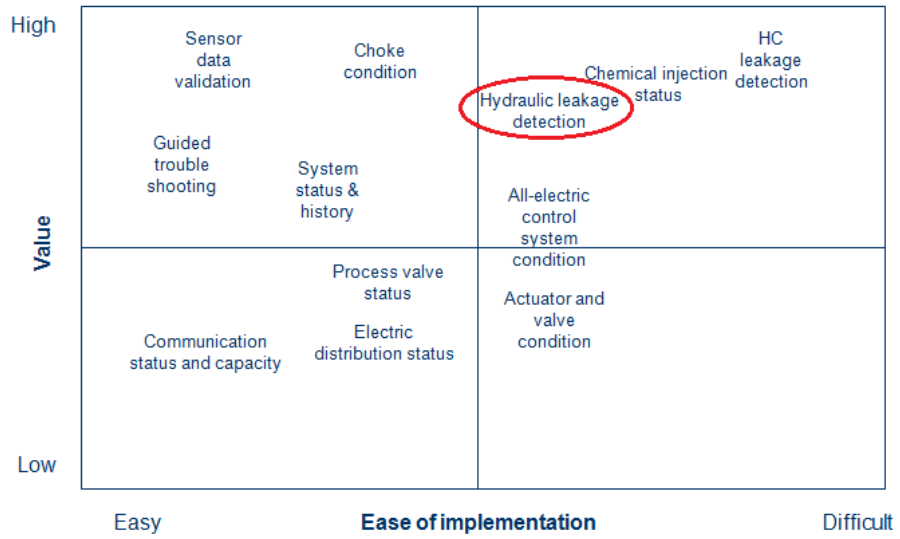 High
Sensor
data
validation
Choke
condition
HC
leakage
detection
Chemical injection
status
Hydraulic leakage
detection
Guided
trouble
shooting
System
status &
history
All-electric
control
system
condition
Value
Process valve
status
Actuator and
valve
condition
Electric
distribution status
Communication
status and capacity
Low
Easy
Ease of implementation
Difficult